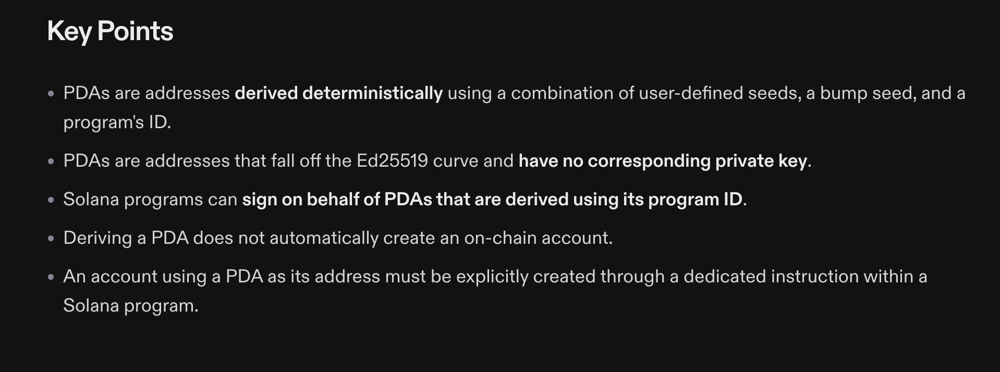 Key Points
• PDAs are addresses derived deterministically using a combination of user-defined seeds, a bump seed, and a
program's ID.
• PDAs are addresses that fall off the Ed25519 curve and have no corresponding private key.
• Solana programs can sign on behalf of PDAs that are derived using its program ID.
• Deriving a PDA does not automatically create an on-chain account.
• An account using a PDA as its address must be explicitly created through a dedicated instruction within a
Solana program.